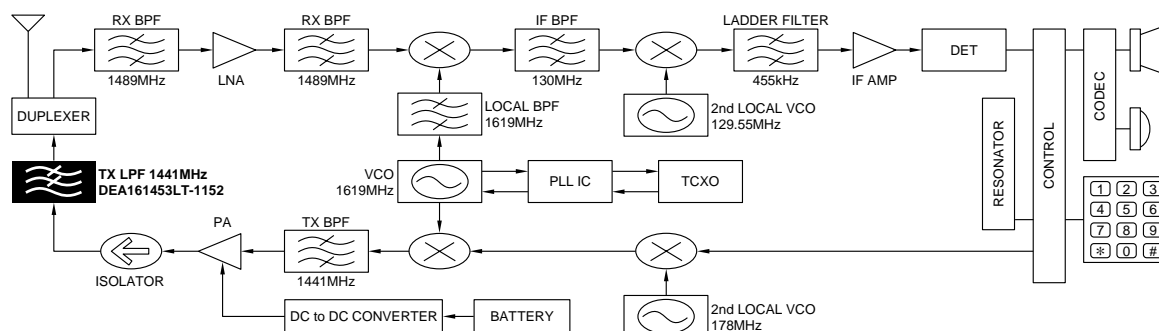 RX BPF
RX BPF
IF BPF
LADDER FILTER
DET
1489MHz
LNA
1489MHz
130MHz
455kHz
IF AMP
DUPLEXER
LOCAL BPF
1619MHz
2nd LOCAL VCO
129.55MHz
CODEC
RESONATOR
CONTROL
TX LPF 1441MHz
DEA161453LT-1152
VCO
1619MHz
PLL IC
TCXO
1 2 3
4 5 6
7 8 9
* 0 #
PA
TX BPF
ISOLATOR
1441MHz
DC to DC CONVERTER
BATTERY
2nd LOCAL VCO
178MHz